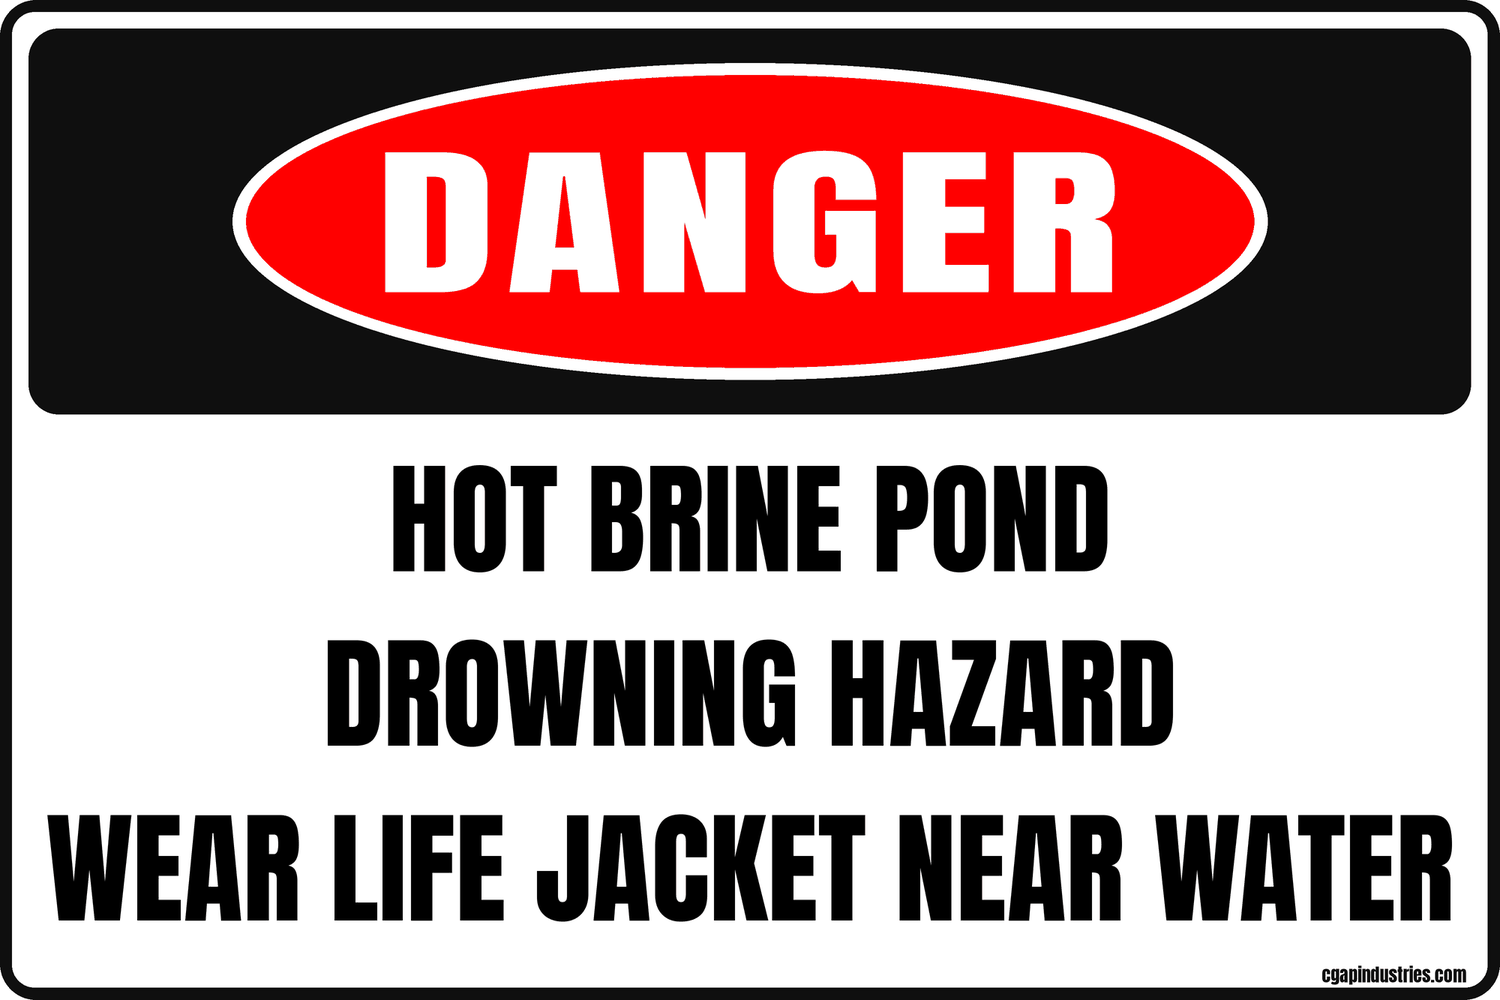 DANGER
HOT BRINE POND
DROWNING HAZARD
WEAR LIFE JACKET NEAR WATER
cgapindustries.com